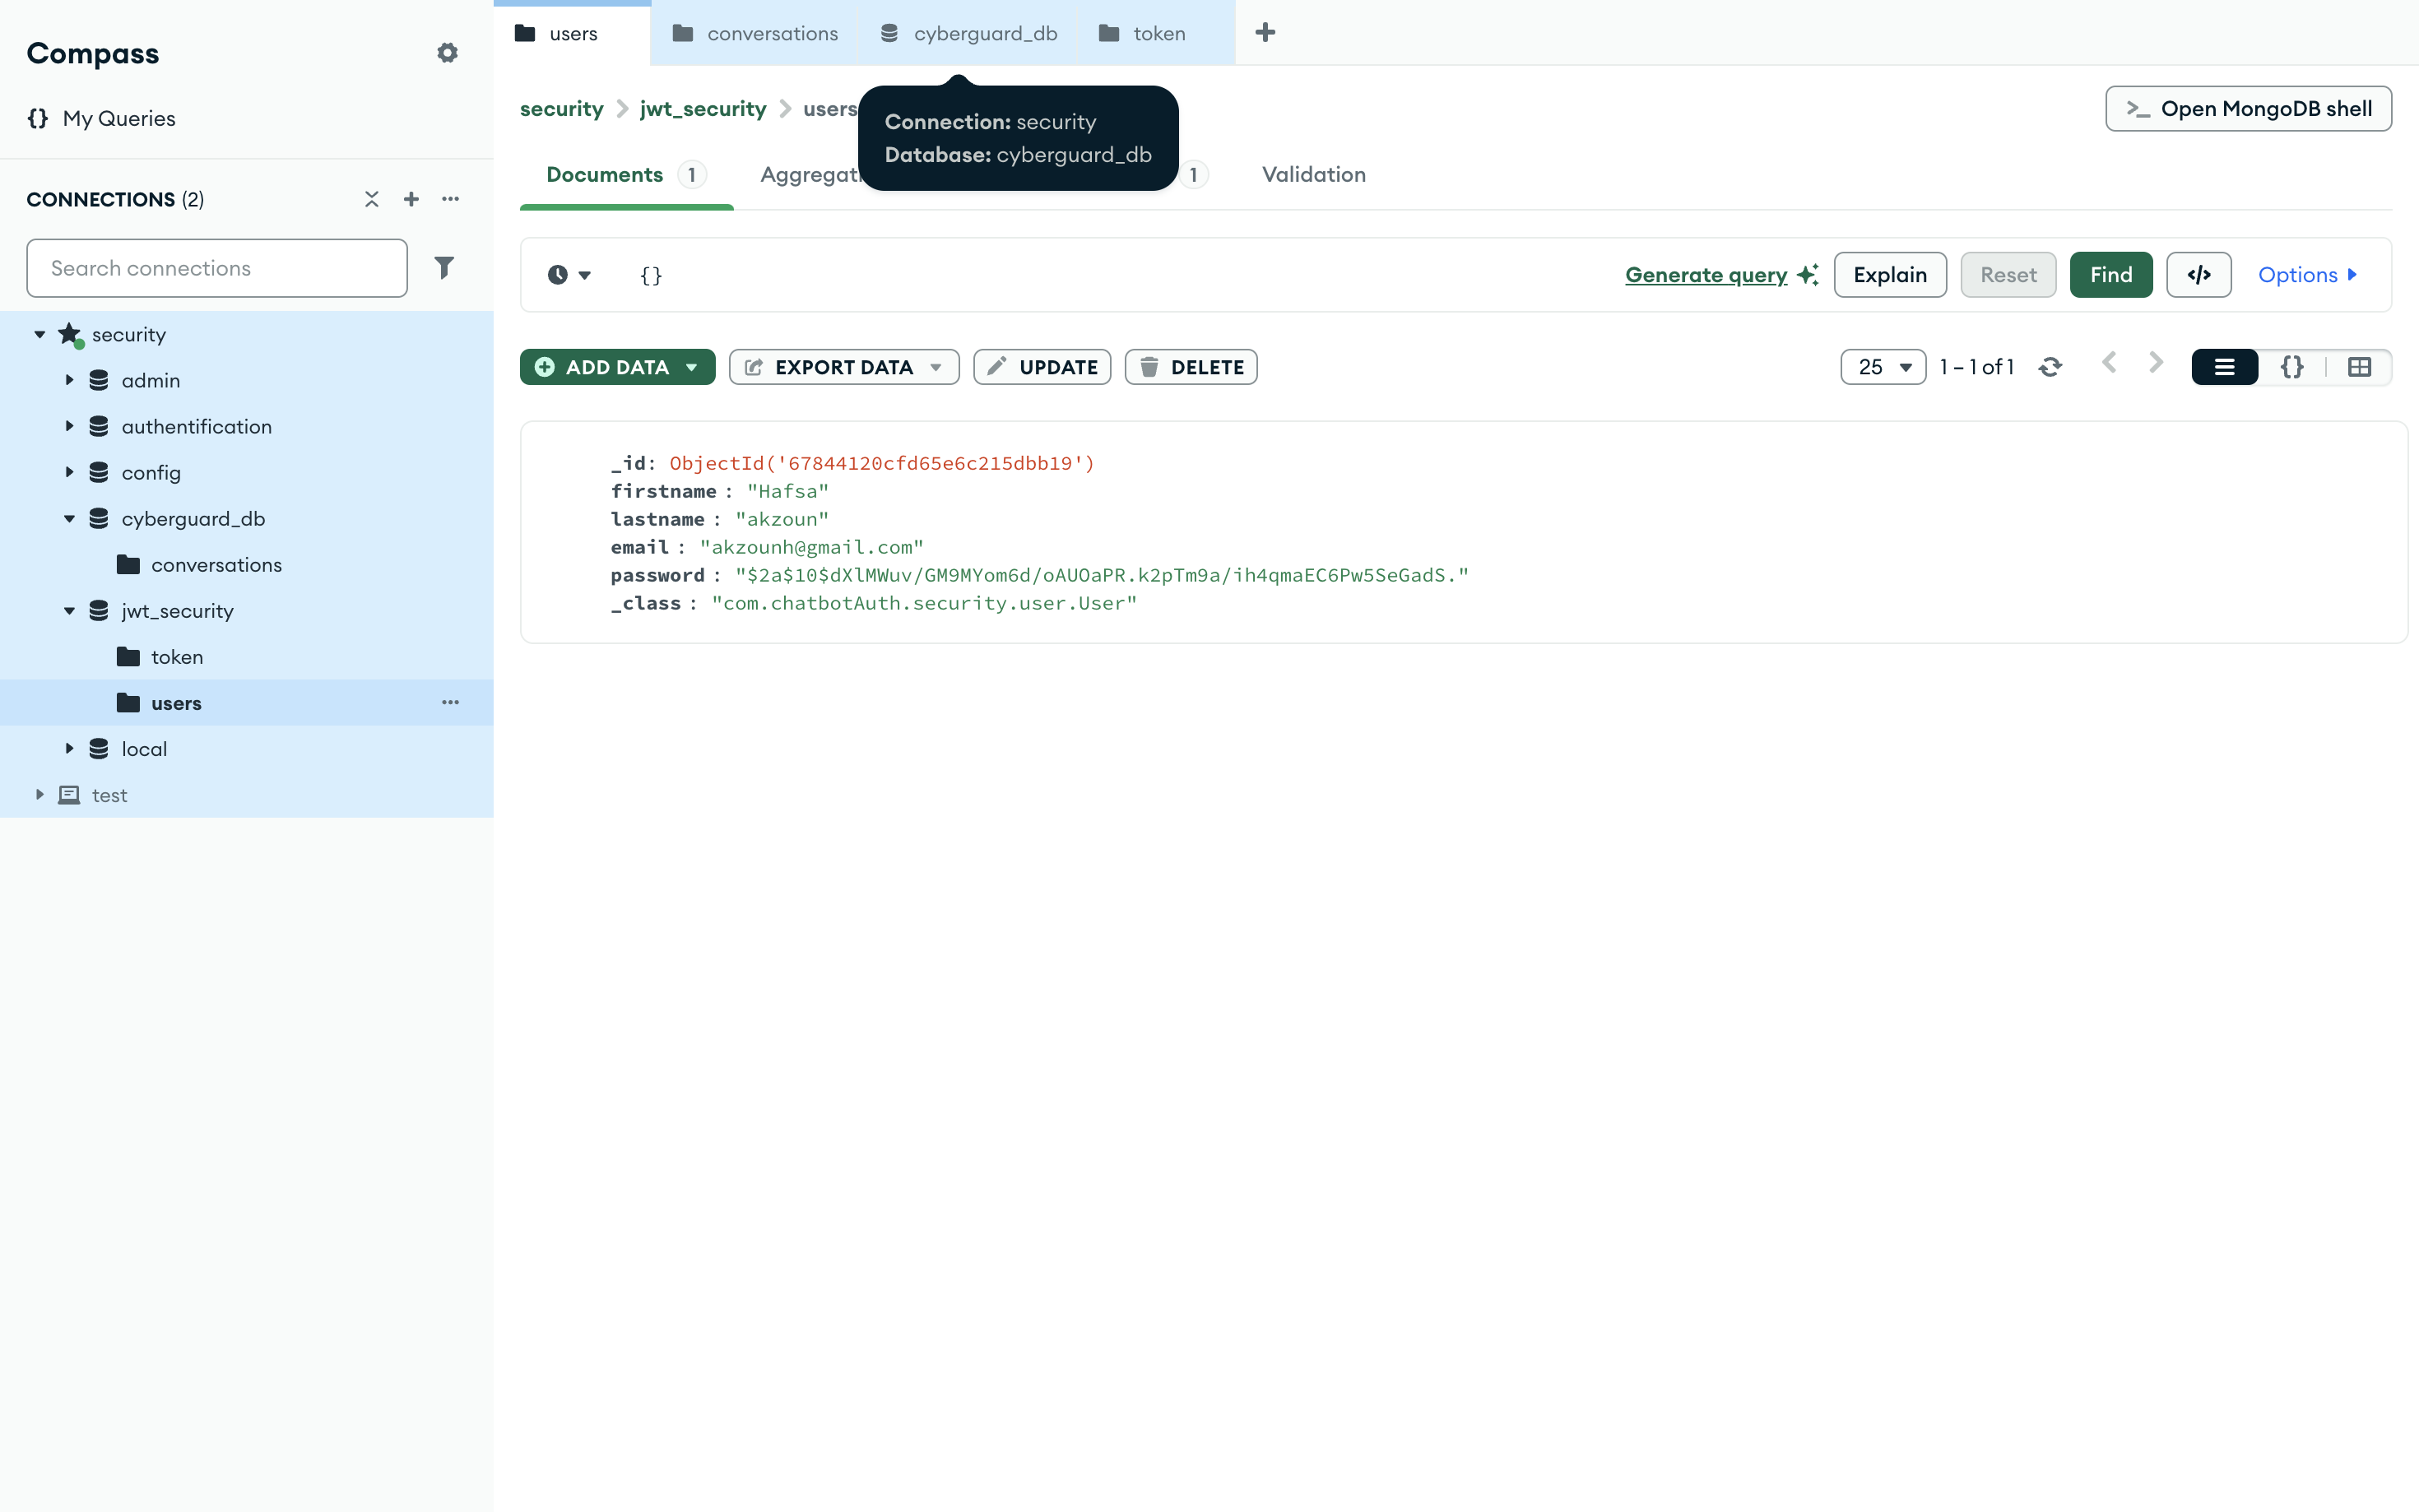 Compass
My Queries
CONNECTIONS (2)
Search connections
security
admin
authentification
config
cyberguard_db
conversations
jwt_security
token
users
local
test
users conversations cyberguard_db token
security > jwt_security > users
Connection: security
Database: cyberguard_db
>_ Open MongoDB shell
Documents 1 Aggregati 1 Validation
{} Generate query Explain Reset Find </> Options
ADD DATA EXPORT DATA UPDATE DELETE 25 1 – 1 of 1 {}
_id: ObjectId('67844120cfd65e6c215dbb19')
firstname : "Hafsa"
lastname : "akzoun"
email : "akzounh@gmail.com"
password : "$2a$10$dXlMWuv/GM9MYom6d/oAUOaPR.k2pTm9a/ih4qmaEC6Pw5SeGadS."
_class : "com.chatbotAuth.security.user.User"